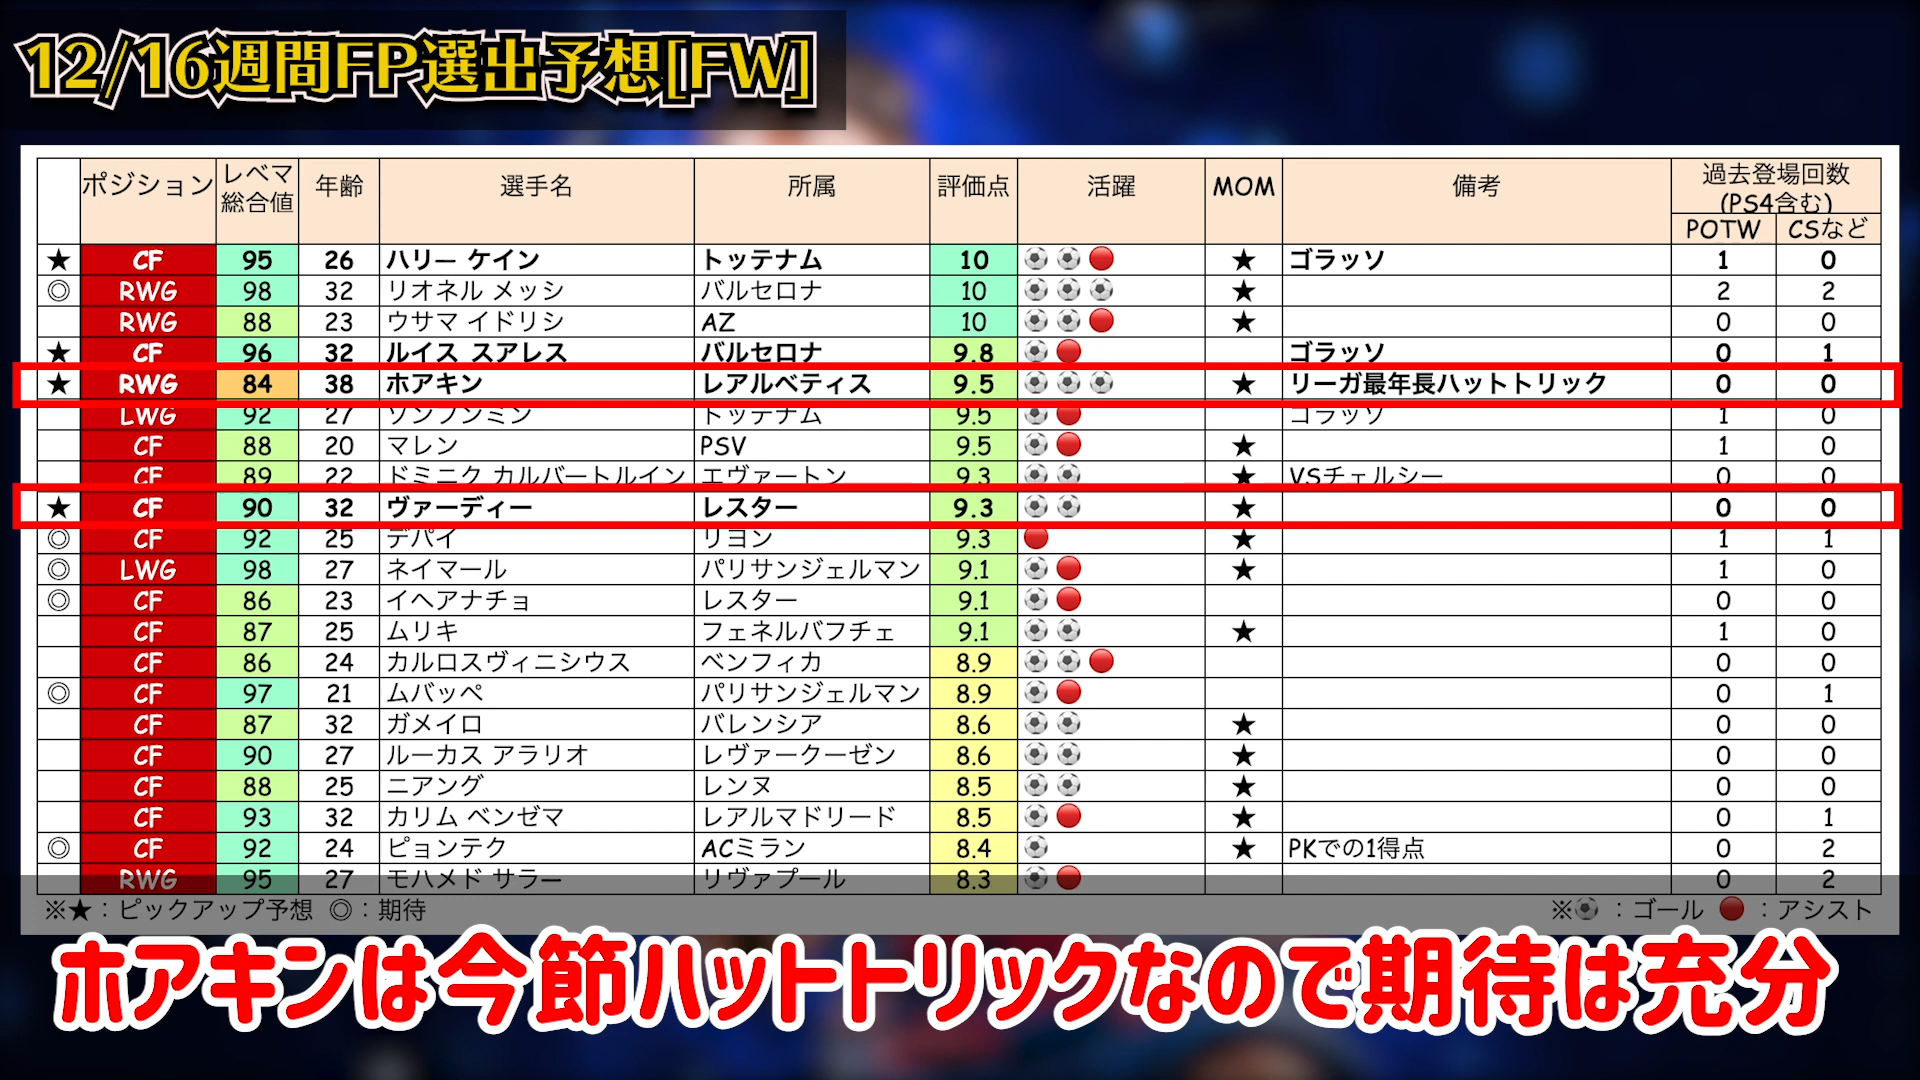 12/16週間FP選出予想[FW]
ポジション レベマ総合値 年齢 選手名 所属 評価点 活躍 MOM 備考 過去登場回数(PS4含む)
POTW CSなど
★ CF 95 26 ハリー ケイン トッテナム 10 ⚽⚽🔴 ★ ゴラッソ 1 0
◎ RWG 98 32 リオネル メッシ バルセロナ 10 ⚽⚽⚽ ★ 2 2
RWG 88 23 ウサマ イドリシ AZ 10 ⚽⚽🔴 ★ 0 0
★ CF 96 32 ルイス スアレス バルセロナ 9.8 ⚽🔴 ゴラッソ 0 1
★ RWG 84 38 ホアキン レアルベティス 9.5 ⚽⚽⚽ ★ リーガ最年長ハットトリック 0 0
LWG 92 27 ソンフンミン トッテナム 9.5 ⚽🔴 ゴラッソ 1 0
CF 88 20 マレン PSV 9.5 ⚽🔴 ★ 1 0
CF 89 22 ドミニク カルバートルイン エヴァートン 9.3 ⚽⚽ ★ VSチェルシー 0 0
★ CF 90 32 ヴァーディー レスター 9.3 ⚽⚽ ★ 0 0
◎ CF 92 25 デパイ リヨン 9.3 🔴 ★ 1 1
◎ LWG 98 27 ネイマール パリサンジェルマン 9.1 ⚽🔴 ★ 1 0
◎ CF 86 23 イヘアナチョ レスター 9.1 ⚽🔴 0 0
CF 87 25 ムリキ フェネルバフチェ 9.1 ⚽⚽ ★ 1 0
CF 86 24 カルロスヴィニシウス ベンフィカ 8.9 ⚽⚽🔴 0 0
◎ CF 97 21 ムバッペ パリサンジェルマン 8.9 ⚽🔴 0 1
CF 87 32 ガメイロ バレンシア 8.6 ⚽⚽ ★ 0 0
CF 90 27 ルーカス アラリオ レヴァークーゼン 8.6 ⚽⚽ ★ 0 0
CF 88 25 ニアング レンヌ 8.5 ⚽⚽ ★ 0 0
CF 93 32 カリム ベンゼマ レアルマドリード 8.5 ⚽🔴 ★ 0 1
◎ CF 92 24 ピョンテク ACミラン 8.4 ⚽ ★ PKでの1得点 0 2
RWG 95 27 モハメド サラー リヴァプール 8.3 ⚽🔴 0 2
※★：ピックアップ予想 ◎：期待 ※⚽：ゴール 🔴：アシスト
ホアキンは今節ハットトリックなので期待は充分